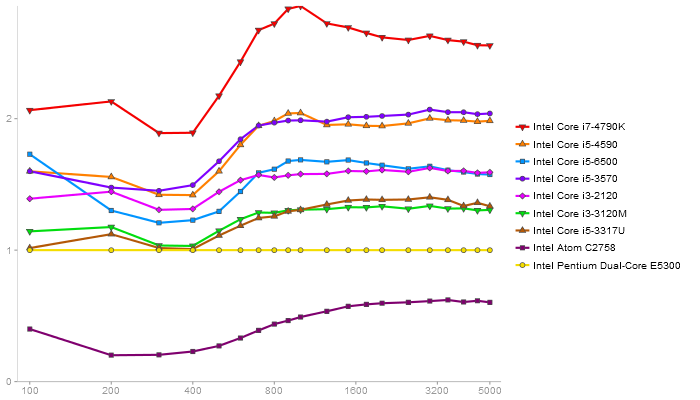 2
1
0
100
200
400
800
1600
3200
5000
Intel Core i7-4790K
Intel Core i5-4590
Intel Core i5-6500
Intel Core i5-3570
Intel Core i3-2120
Intel Core i3-3120M
Intel Core i5-3317U
Intel Atom C2758
Intel Pentium Dual-Core E5300